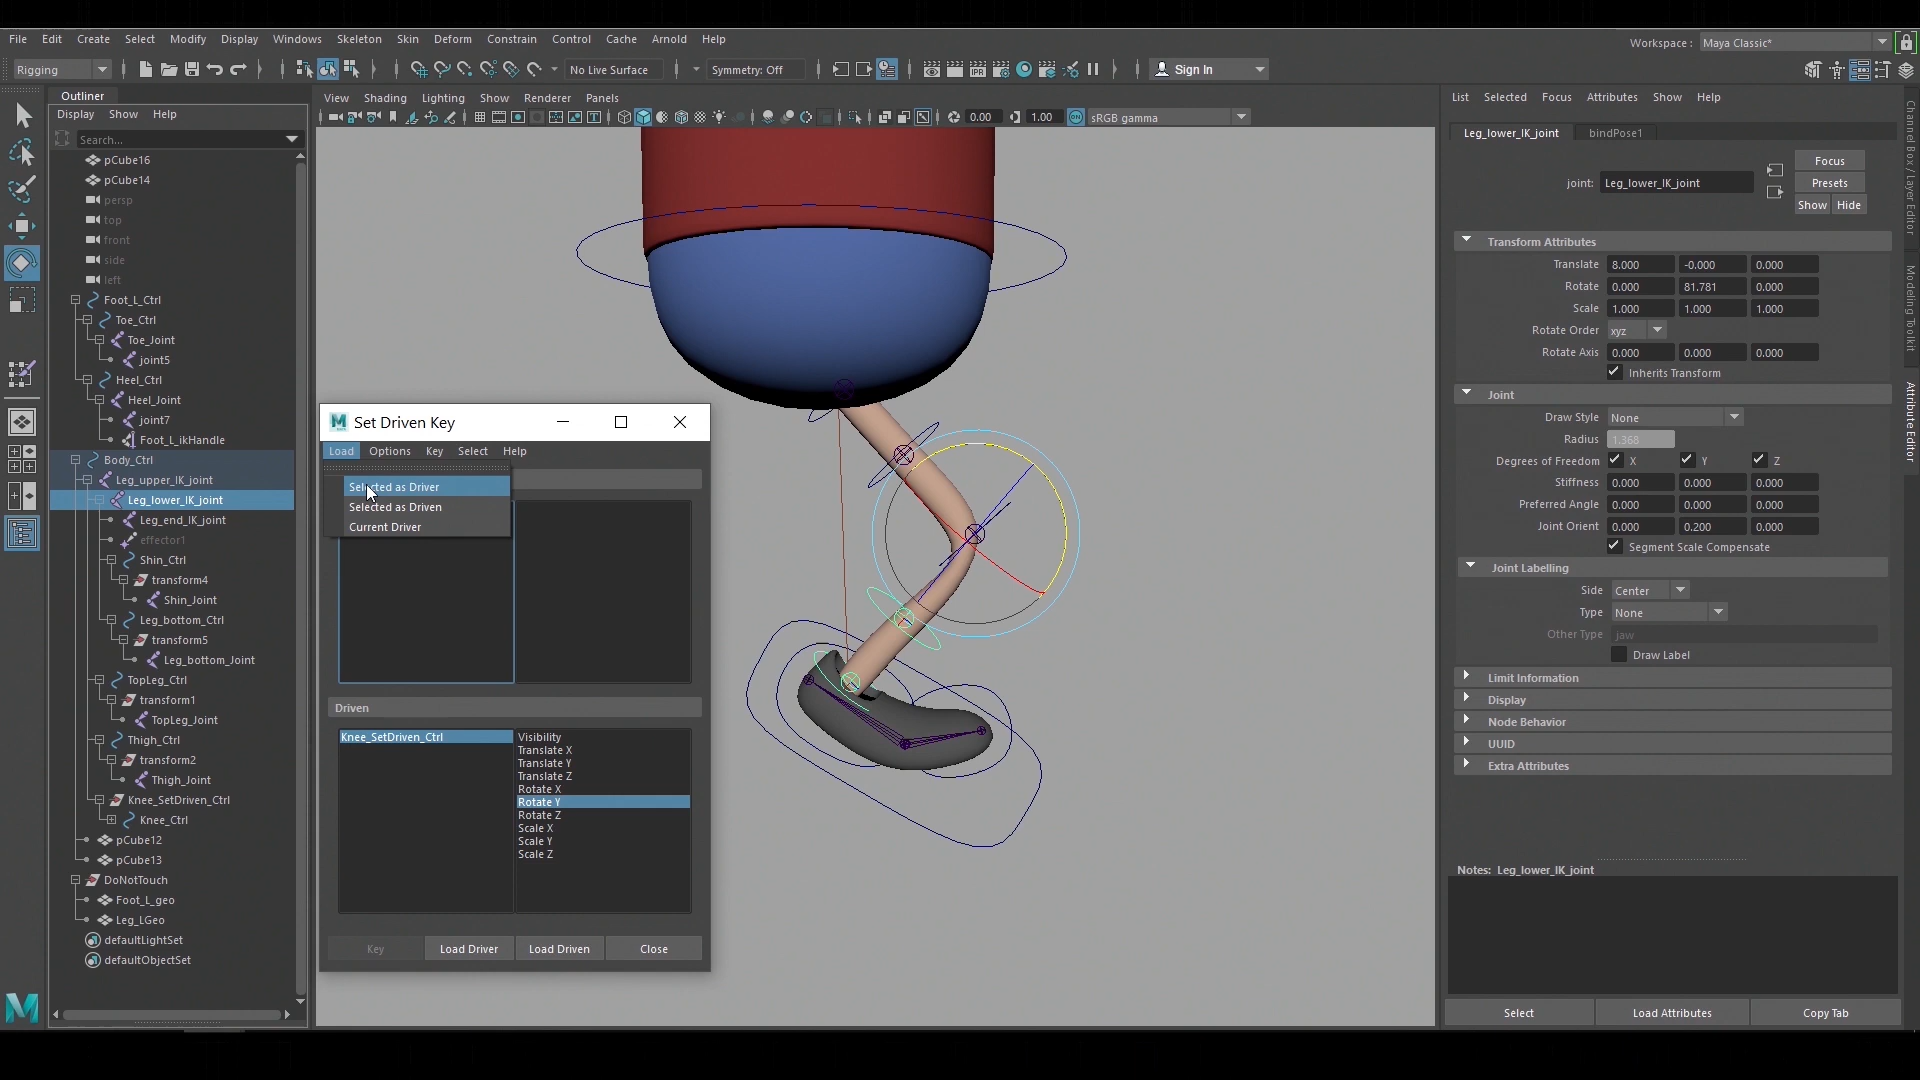 File Edit Create Select Modify Display Windows Skeleton Skin Deform Constrain Control Cache Arnold Help
Workspace : Maya Classic*
Rigging
No Live Surface
Symmetry: Off
Sign In
Outliner
Display Show Help
Search...
pCube16
pCube14
persp
top
front
side
left
Foot_L_Ctrl
Toe_Ctrl
Toe_Joint
joint5
Heel_Ctrl
Heel_Joint
joint7
Foot_L_ikHandle
Body_Ctrl
Leg_upper_IK_joint
Leg_lower_IK_joint
Leg_end_IK_joint
effector1
Shin_Ctrl
transform4
Shin_Joint
Leg_bottom_Ctrl
transform5
Leg_bottom_Joint
TopLeg_Ctrl
transform1
TopLeg_Joint
Thigh_Ctrl
transform2
Thigh_Joint
Knee_SetDriven_Ctrl
Knee_Ctrl
pCube12
pCube13
DoNotTouch
Foot_L_geo
Leg_LGeo
defaultLightSet
defaultObjectSet
View Shading Lighting Show Renderer Panels
0.00 1.00 sRGB gamma
Set Driven Key
Load Options Key Select Help
Selected as Driver
Selected as Driven
Current Driver
Driven
Knee_SetDriven_Ctrl
Visibility
Translate X
Translate Y
Translate Z
Rotate X
Rotate Y
Rotate Z
Scale X
Scale Y
Scale Z
Key Load Driver Load Driven Close
List Selected Focus Attributes Show Help
Leg_lower_IK_joint bindPose1
joint: Leg_lower_IK_joint
Focus
Presets
Show Hide
Transform Attributes
Translate 8.000 -0.000 0.000
Rotate 0.000 81.781 0.000
Scale 1.000 1.000 1.000
Rotate Order xyz
Rotate Axis 0.000 0.000 0.000
Inherits Transform
Joint
Draw Style None
Radius 1.368
Degrees of Freedom X Y Z
Stiffness 0.000 0.000 0.000
Preferred Angle 0.000 0.000 0.000
Joint Orient 0.000 0.200 0.000
Segment Scale Compensate
Joint Labelling
Side Center
Type None
Other Type jaw
Draw Label
Limit Information
Display
Node Behavior
UUID
Extra Attributes
Notes: Leg_lower_IK_joint
Select Load Attributes Copy Tab
Channel Box / Layer Editor
Modeling Toolkit
Attribute Editor